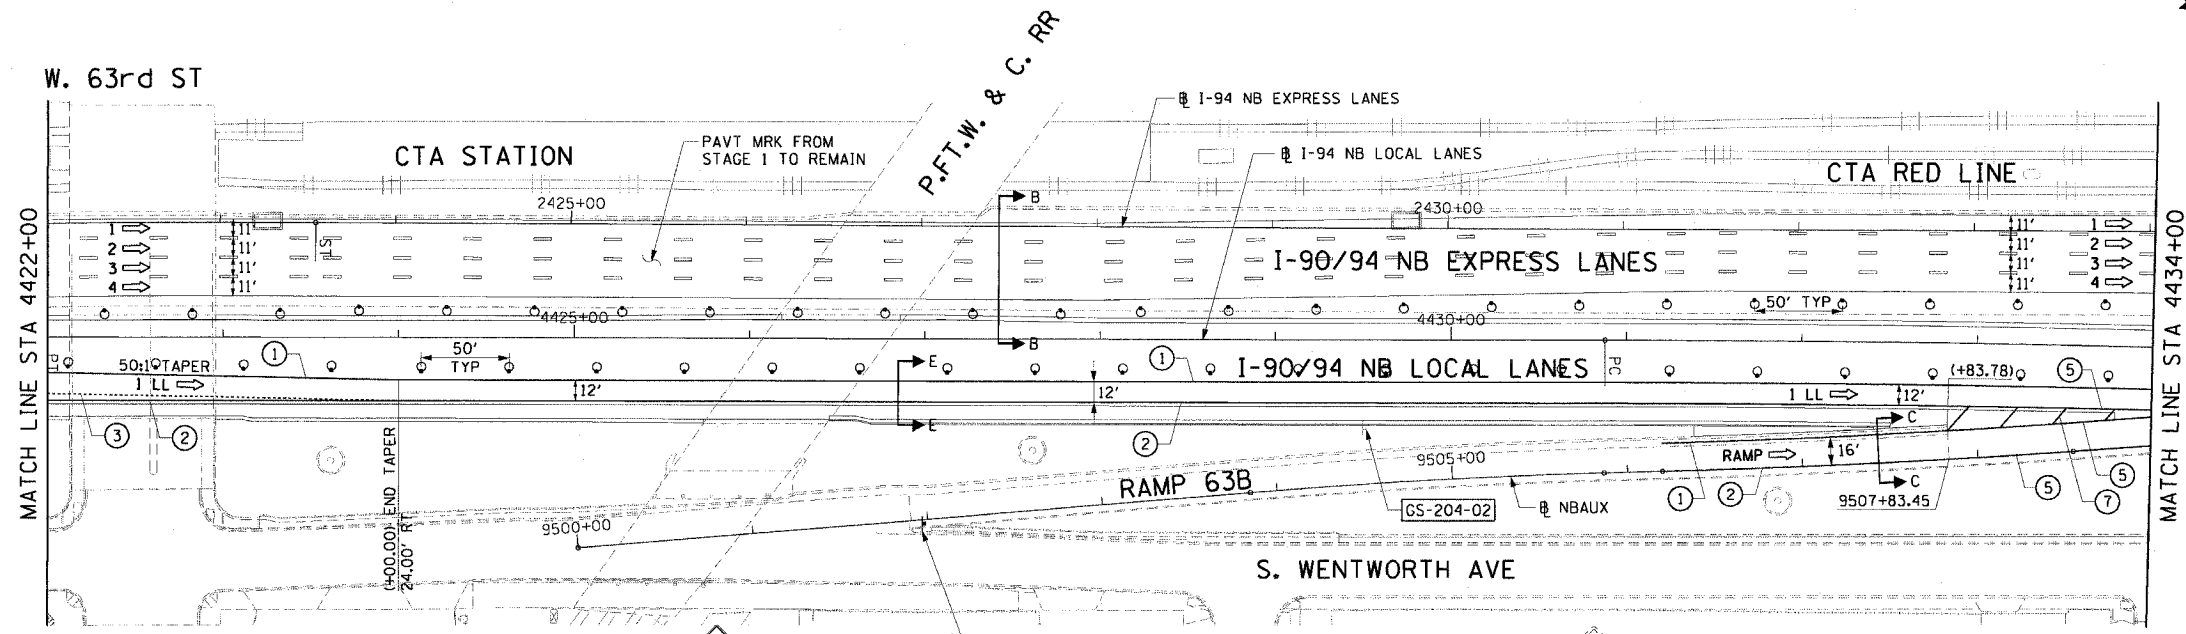 W. 63rd ST
P.FT.W. & C. RR
℄ I-94 NB EXPRESS LANES
PAVT MRK FROM
STAGE 1 TO REMAIN
CTA STATION
℄ I-94 NB LOCAL LANES
CTA RED LINE
MATCH LINE STA 4422+00
MATCH LINE STA 4434+00
2425+00
B
2430+00
1
2
3
4
11'
11'
11'
11'
I-90/94 NB EXPRESS LANES
11'
11'
11'
11'
1
2
3
4
50' TYP
4425+00
4430+00
B
50:1 TAPER
1
50'
TYP
E
1
I-90/94 NB LOCAL LANES
PC
(+83.78)
5
1 LL
12'
12'
1 LL
12'
3
2
E
2
C
(+00.00) END TAPER
24.00' RT
9505+00
RAMP
16'
RAMP 63B
1
2
C
5
7
5
9500+00
GS-204-02
℄ NBAUX
9507+83.45
S. WENTWORTH AVE